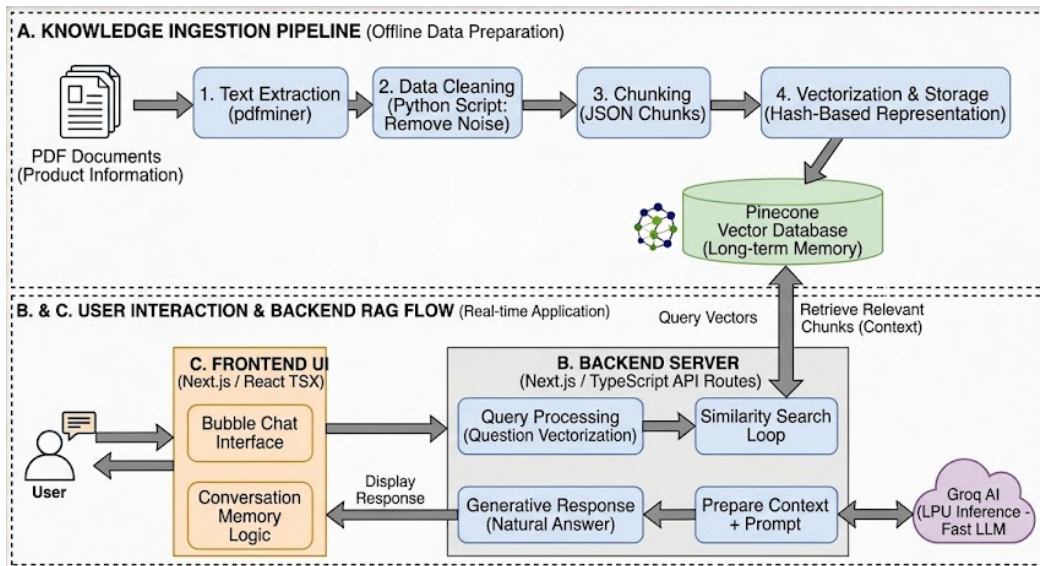 A. KNOWLEDGE INGESTION PIPELINE (Offline Data Preparation)
PDF Documents
(Product Information)
1. Text Extraction
(pdfminer)
2. Data Cleaning
(Python Script:
Remove Noise)
3. Chunking
(JSON Chunks)
4. Vectorization & Storage
(Hash-Based Representation)
Pinecone
Vector Database
(Long-term Memory)
B. & C. USER INTERACTION & BACKEND RAG FLOW (Real-time Application)
Query Vectors
Retrieve Relevant
Chunks (Context)
C. FRONTEND UI
(Next.js / React TSX)
Bubble Chat
Interface
Conversation
Memory
Logic
User
Display
Response
B. BACKEND SERVER
(Next.js / TypeScript API Routes)
Query Processing
(Question Vectorization)
Similarity Search
Loop
Generative Response
(Natural Answer)
Prepare Context
+ Prompt
Groq AI
(LPU Inference -
Fast LLM